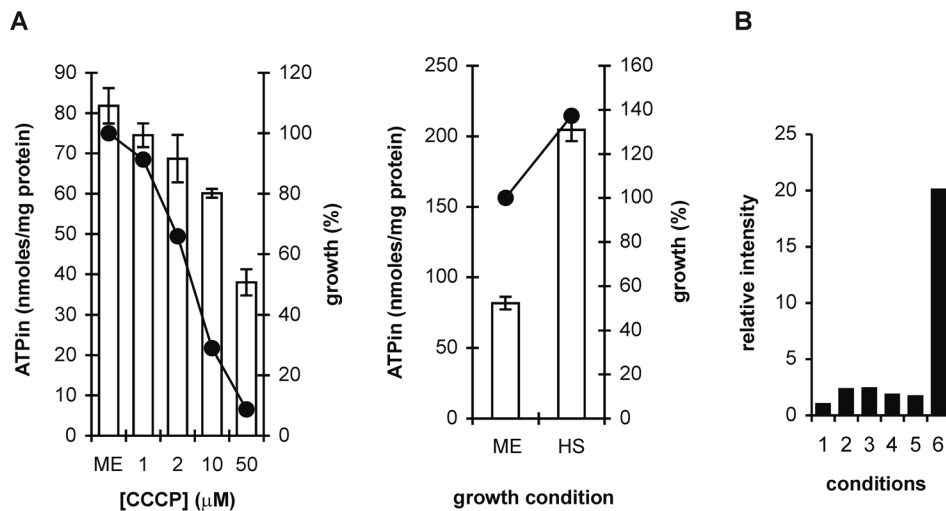 A
B
90
80
70
60
50
40
30
20
10
0
ATPin (nmoles/mg protein)
120
100
80
60
40
20
0
growth (%)
ME 1 2 10 50
[CCCP] (μM)
250
200
150
100
50
0
ATPin (nmoles/mg protein)
160
140
120
100
80
60
40
20
0
growth (%)
ME HS
growth condition
25
20
15
10
5
0
relative intensity
1 2 3 4 5 6
conditions